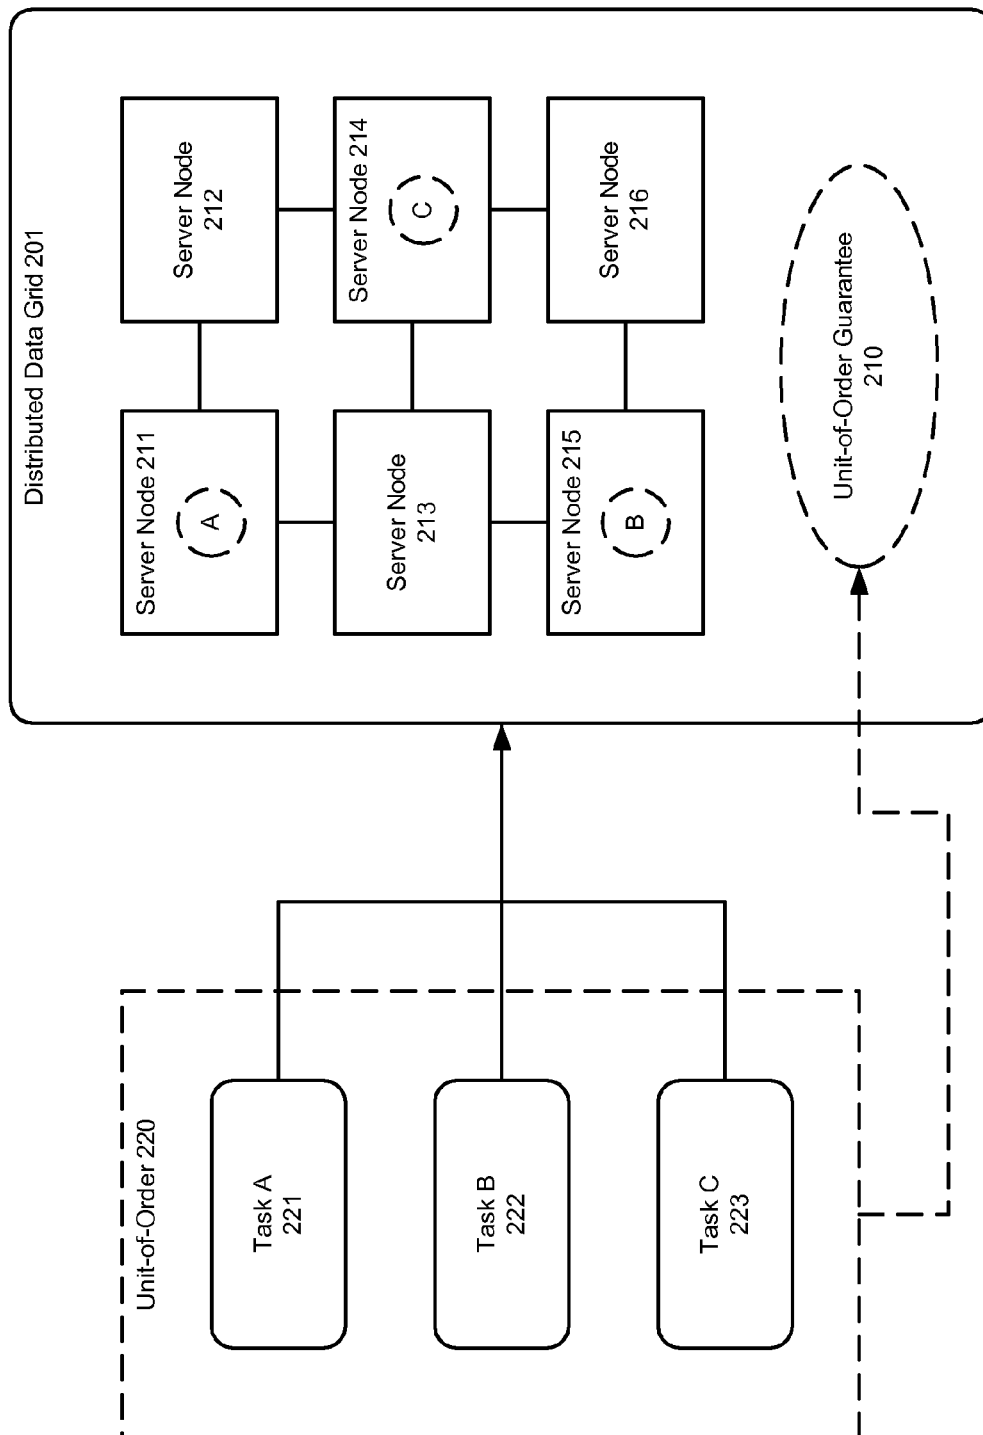 Distributed Data Grid 201
Server Node 211
A
Server Node
212
Server Node
213
Server Node 214
C
Server Node 215
B
Server Node
216
Unit-of-Order Guarantee
210
Unit-of-Order 220
Task A
221
Task B
222
Task C
223